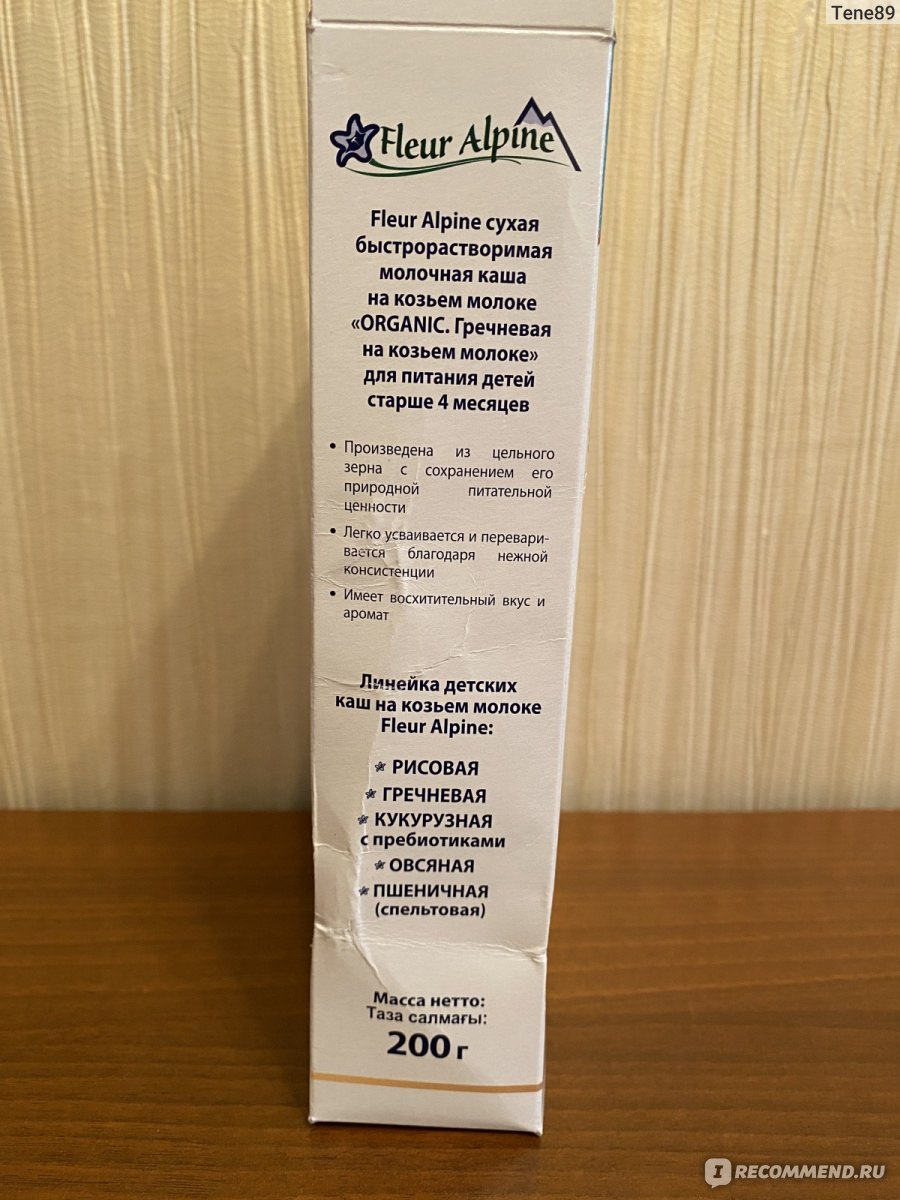 Tene89
Fleur Alpine
Fleur Alpine сухая
быстрорастворимая
молочная каша
на козьем молоке
«ORGANIC. Гречневая
на козьем молоке»
для питания детей
старше 4 месяцев
• Произведена из цельного
зерна с сохранением его
природной питательной
ценности
• Легко усваивается и перевари-
вается благодаря нежной
консистенции
• Имеет восхитительный вкус и
аромат
Линейка детских
каш на козьем молоке
Fleur Alpine:
РИСОВАЯ
ГРЕЧНЕВАЯ
КУКУРУЗНАЯ
с пребиотиками
ОВСЯНАЯ
ПШЕНИЧНАЯ
(спельтовая)
Масса нетто:
Таза салмағы:
200 г
I RECOMMEND.RU